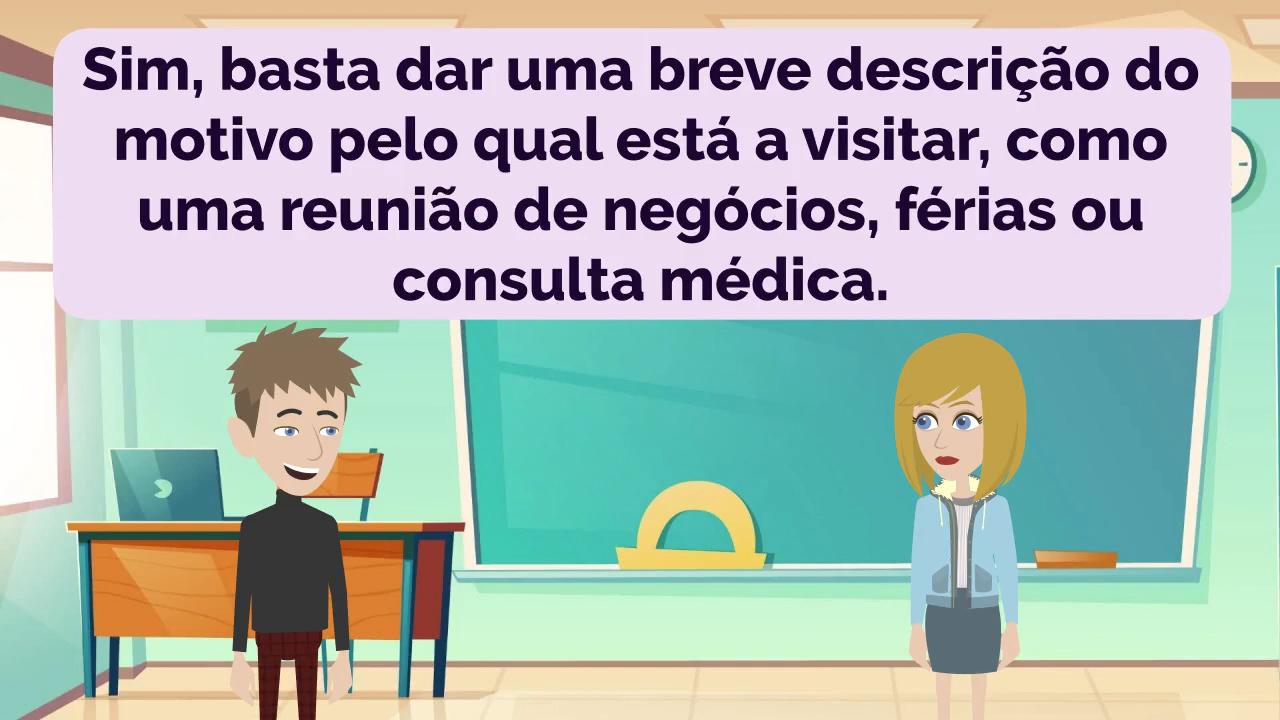 Sim, basta dar uma breve descrição do
motivo pelo qual está a visitar, como
uma reunião de negócios, férias ou
consulta médica.